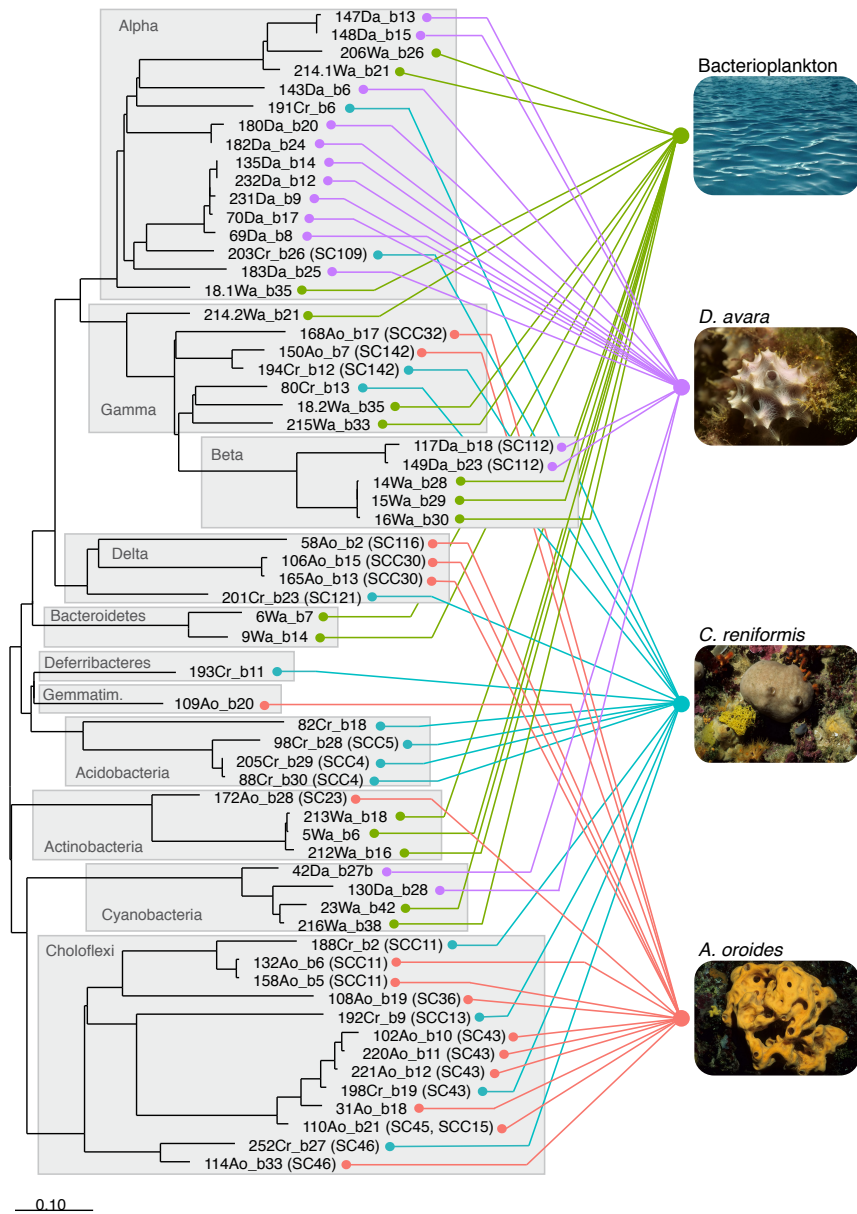 Alpha
147Da_b13
148Da_b15
206Wa_b26
214.1Wa_b21
143Da_b6
191Cr_b6
180Da_b20
182Da_b24
135Da_b14
232Da_b12
231Da_b9
70Da_b17
69Da_b8
203Cr_b26 (SC109)
183Da_b25
18.1Wa_b35
214.2Wa_b21
168Ao_b17 (SCC32)
150Ao_b7 (SC142)
194Cr_b12 (SC142)
80Cr_b13
Gamma
18.2Wa_b35
215Wa_b33
Beta
117Da_b18 (SC112)
149Da_b23 (SC112)
14Wa_b28
15Wa_b29
16Wa_b30
Delta
58Ao_b2 (SC116)
106Ao_b15 (SCC30)
165Ao_b13 (SCC30)
201Cr_b23 (SC121)
Bacteroidetes
6Wa_b7
9Wa_b14
Deferribacteres
193Cr_b11
Gemmatim.
109Ao_b20
82Cr_b18
98Cr_b28 (SCC5)
205Cr_b29 (SCC4)
88Cr_b30 (SCC4)
Acidobacteria
172Ao_b28 (SC23)
213Wa_b18
5Wa_b6
212Wa_b16
Actinobacteria
42Da_b27b
130Da_b28
23Wa_b42
216Wa_b38
Cyanobacteria
Choloflexi
188Cr_b2 (SCC11)
132Ao_b6 (SCC11)
158Ao_b5 (SCC11)
108Ao_b19 (SC36)
192Cr_b9 (SCC13)
102Ao_b10 (SC43)
220Ao_b11 (SC43)
221Ao_b12 (SC43)
198Cr_b19 (SC43)
31Ao_b18
110Ao_b21 (SC45, SCC15)
252Cr_b27 (SC46)
114Ao_b33 (SC46)
0.10
Bacterioplankton
D. avara
C. reniformis
A. oroides